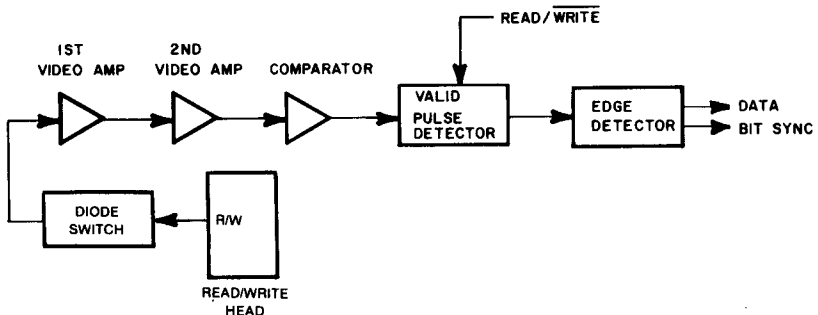 READ/WRITE
1ST
VIDEO AMP
2ND
VIDEO AMP
COMPARATOR
VALID
PULSE
DETECTOR
EDGE
DETECTOR
DATA
BIT SYNC
DIODE
SWITCH
R/W
READ/WRITE
HEAD